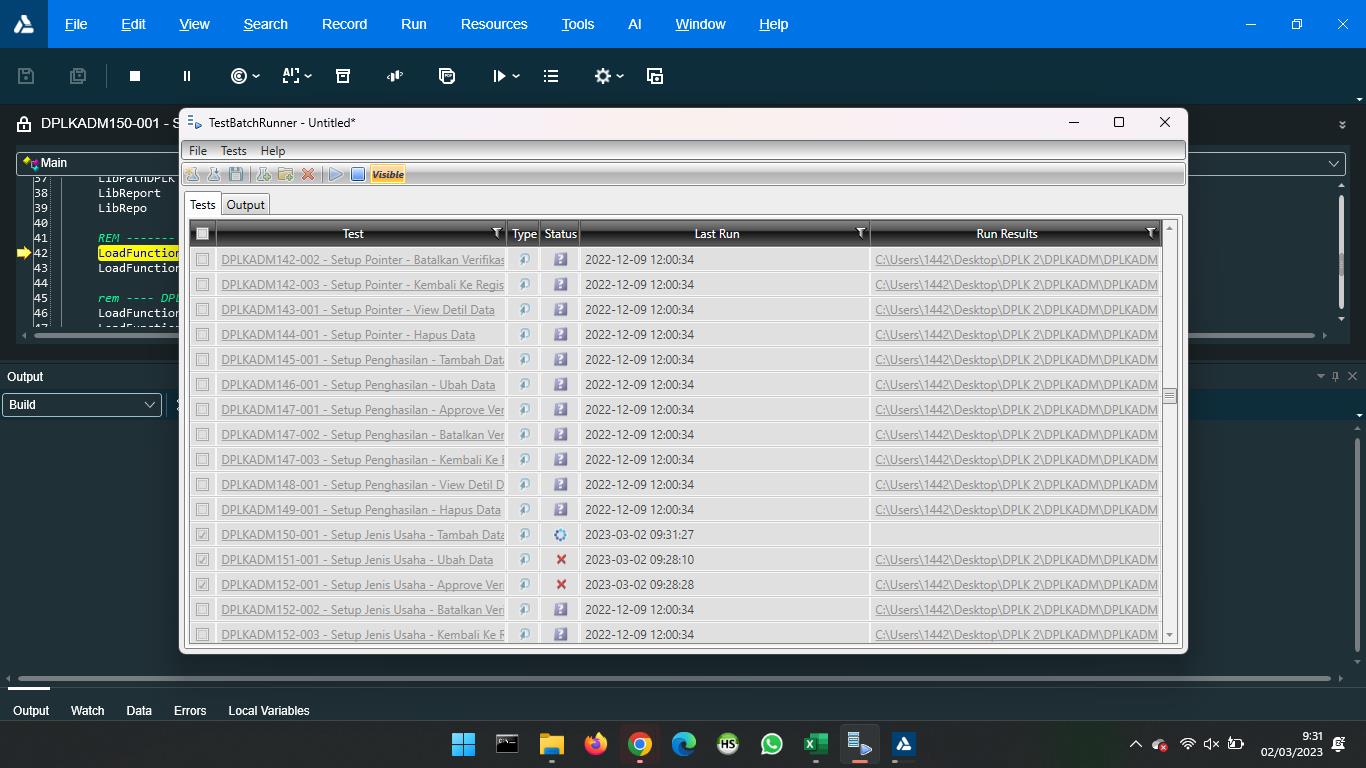 File Edit View Search Record Run Resources Tools AI Window Help
DPLKADM150-001 - S
TestBatchRunner - Untitled*
File Tests Help
Visible
Tests Output
Main
37 LibPathDPLK
38 LibReport
39 LibRepo
40
41 REM -------
42 LoadFunction
43 LoadFunction
44
45 rem ---- DP
46 LoadFunction
47 LoadFunction
Test Type Status Last Run Run Results
DPLKADM142-002 - Setup Pointer - Batalkan Verifikas 2022-12-09 12:00:34 C:\Users\1442\Desktop\DPLK 2\DPLKADM\DPLKADM
DPLKADM142-003 - Setup Pointer - Kembali Ke Regis 2022-12-09 12:00:34 C:\Users\1442\Desktop\DPLK 2\DPLKADM\DPLKADM
DPLKADM143-001 - Setup Pointer - View Detil Data 2022-12-09 12:00:34 C:\Users\1442\Desktop\DPLK 2\DPLKADM\DPLKADM
DPLKADM144-001 - Setup Pointer - Hapus Data 2022-12-09 12:00:34 C:\Users\1442\Desktop\DPLK 2\DPLKADM\DPLKADM
DPLKADM145-001 - Setup Penghasilan - Tambah Dat 2022-12-09 12:00:34 C:\Users\1442\Desktop\DPLK 2\DPLKADM\DPLKADM
DPLKADM146-001 - Setup Penghasilan - Ubah Data 2022-12-09 12:00:34 C:\Users\1442\Desktop\DPLK 2\DPLKADM\DPLKADM
DPLKADM147-001 - Setup Penghasilan - Approve Ver 2022-12-09 12:00:34 C:\Users\1442\Desktop\DPLK 2\DPLKADM\DPLKADM
DPLKADM147-002 - Setup Penghasilan - Batalkan Ver 2022-12-09 12:00:34 C:\Users\1442\Desktop\DPLK 2\DPLKADM\DPLKADM
DPLKADM147-003 - Setup Penghasilan - Kembali Ke F 2022-12-09 12:00:34 C:\Users\1442\Desktop\DPLK 2\DPLKADM\DPLKADM
DPLKADM148-001 - Setup Penghasilan - View Detil D 2022-12-09 12:00:34 C:\Users\1442\Desktop\DPLK 2\DPLKADM\DPLKADM
DPLKADM149-001 - Setup Penghasilan - Hapus Data 2022-12-09 12:00:34 C:\Users\1442\Desktop\DPLK 2\DPLKADM\DPLKADM
DPLKADM150-001 - Setup Jenis Usaha - Tambah Data 2023-03-02 09:31:27
DPLKADM151-001 - Setup Jenis Usaha - Ubah Data 2023-03-02 09:28:10 C:\Users\1442\Desktop\DPLK 2\DPLKADM\DPLKADM
DPLKADM152-001 - Setup Jenis Usaha - Approve Veri 2023-03-02 09:28:28 C:\Users\1442\Desktop\DPLK 2\DPLKADM\DPLKADM
DPLKADM152-002 - Setup Jenis Usaha - Batalkan Veri 2022-12-09 12:00:34 C:\Users\1442\Desktop\DPLK 2\DPLKADM\DPLKADM
DPLKADM152-003 - Setup Jenis Usaha - Kembali Ke R 2022-12-09 12:00:34 C:\Users\1442\Desktop\DPLK 2\DPLKADM\DPLKADM
Output
Build
Output Watch Data Errors Local Variables
HS
9:31
02/03/2023